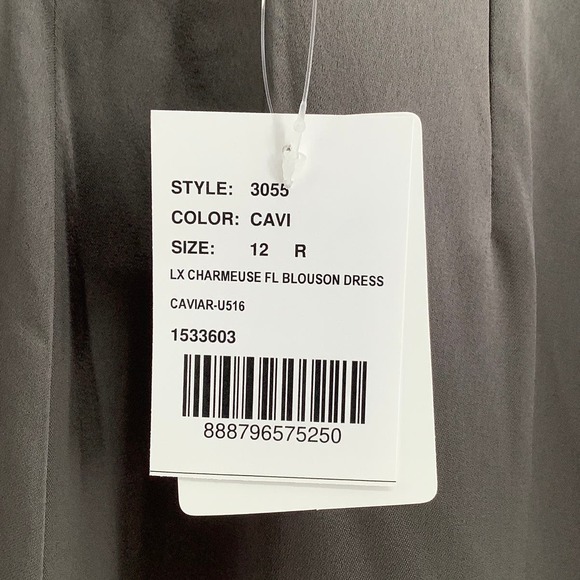 STYLE: 3055
COLOR: CAVI
SIZE: 12 R
LX CHARMEUSE FL BLOUSON DRESS
CAVIAR-U516
1533603
888796575250